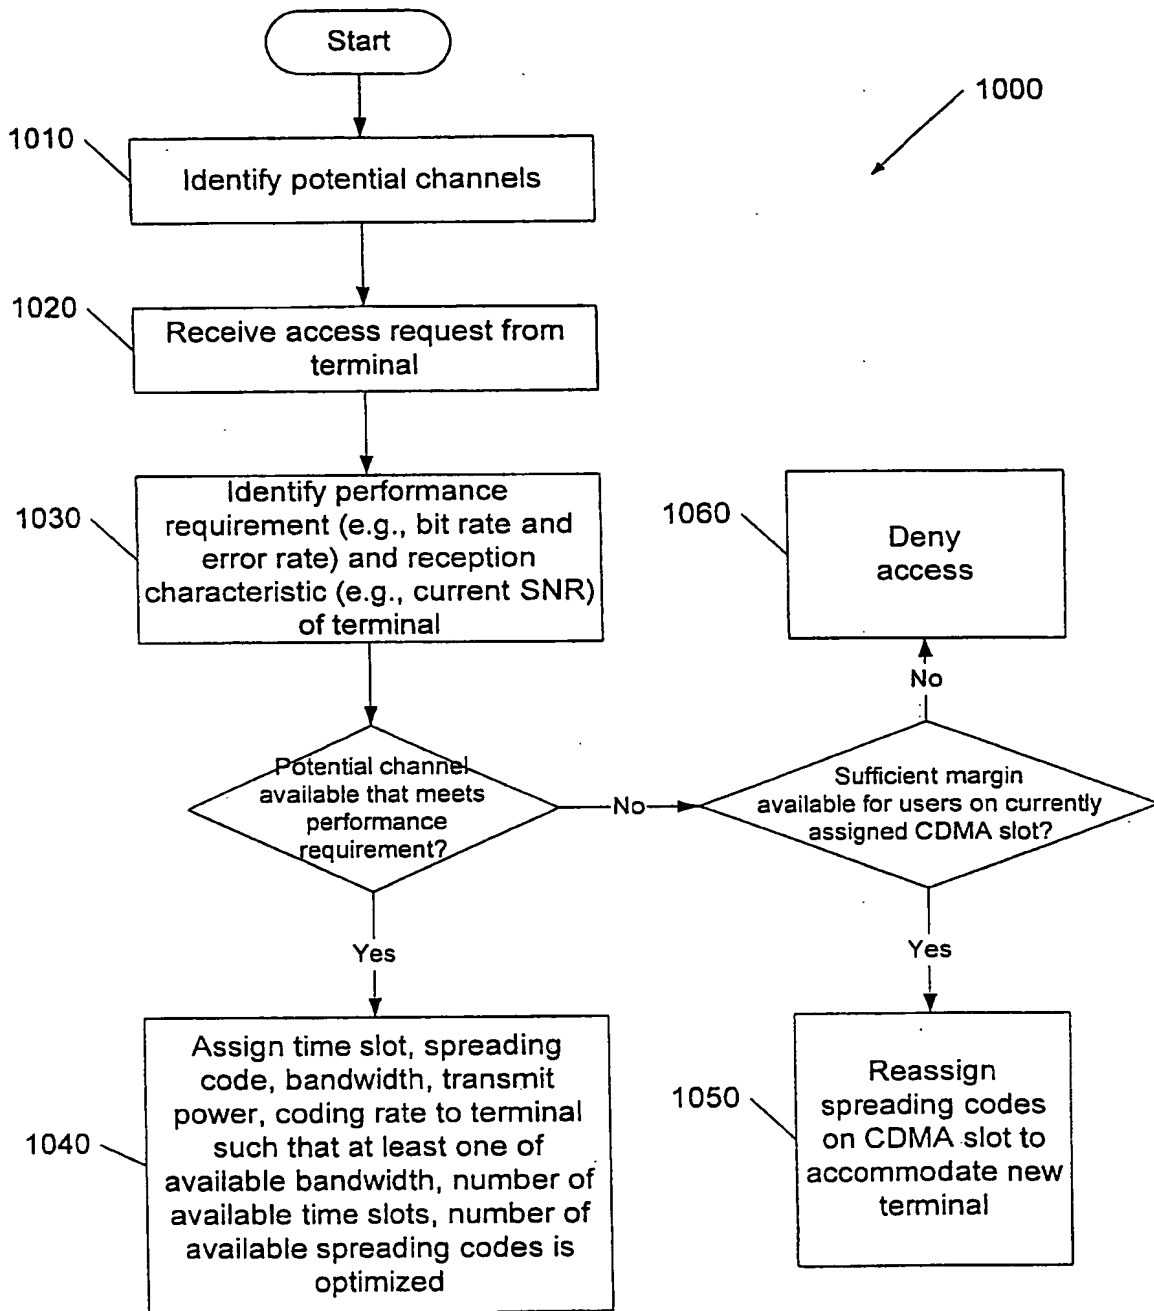 Start
1000
1010
Identify potential channels
1020
Receive access request from
terminal
1030
Identify performance
requirement (e.g., bit rate and
error rate) and reception
characteristic (e.g., current SNR)
of terminal
1060
Deny
access
No
Potential channel
available that meets
performance
requirement?
No
Sufficient margin
available for users on currently
assigned CDMA slot?
Yes
Yes
1040
Assign time slot, spreading
code, bandwidth, transmit
power, coding rate to terminal
such that at least one of
available bandwidth, number of
available time slots, number of
available spreading codes is
optimized
1050
Reassign
spreading codes
on CDMA slot to
accommodate new
terminal